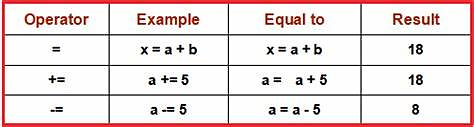 Operator Example Equal to Result
= x = a + b x = a + b 18
+= a += 5 a = a + 5 18
-= a -= 5 a = a - 5 8